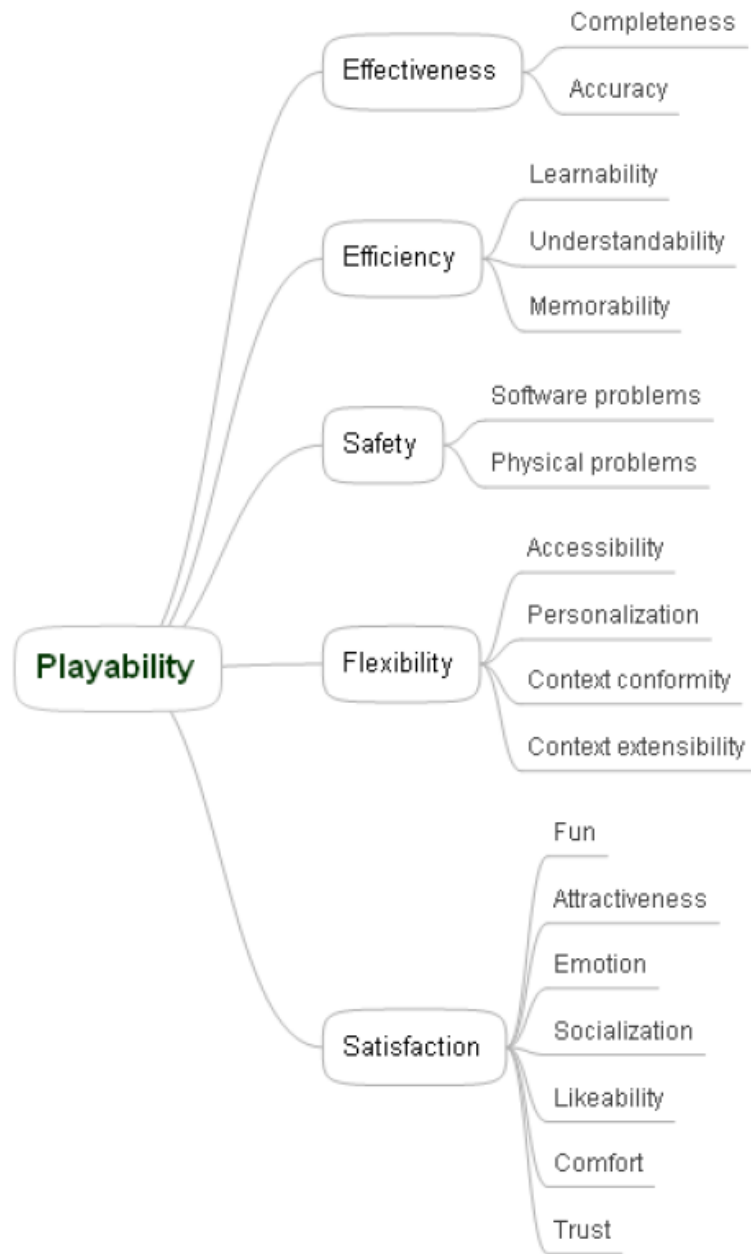 Playability
Effectiveness
Completeness
Accuracy
Efficiency
Learnability
Understandability
Memorability
Safety
Software problems
Physical problems
Flexibility
Accessibility
Personalization
Context conformity
Context extensibility
Satisfaction
Fun
Attractiveness
Emotion
Socialization
Likeability
Comfort
Trust